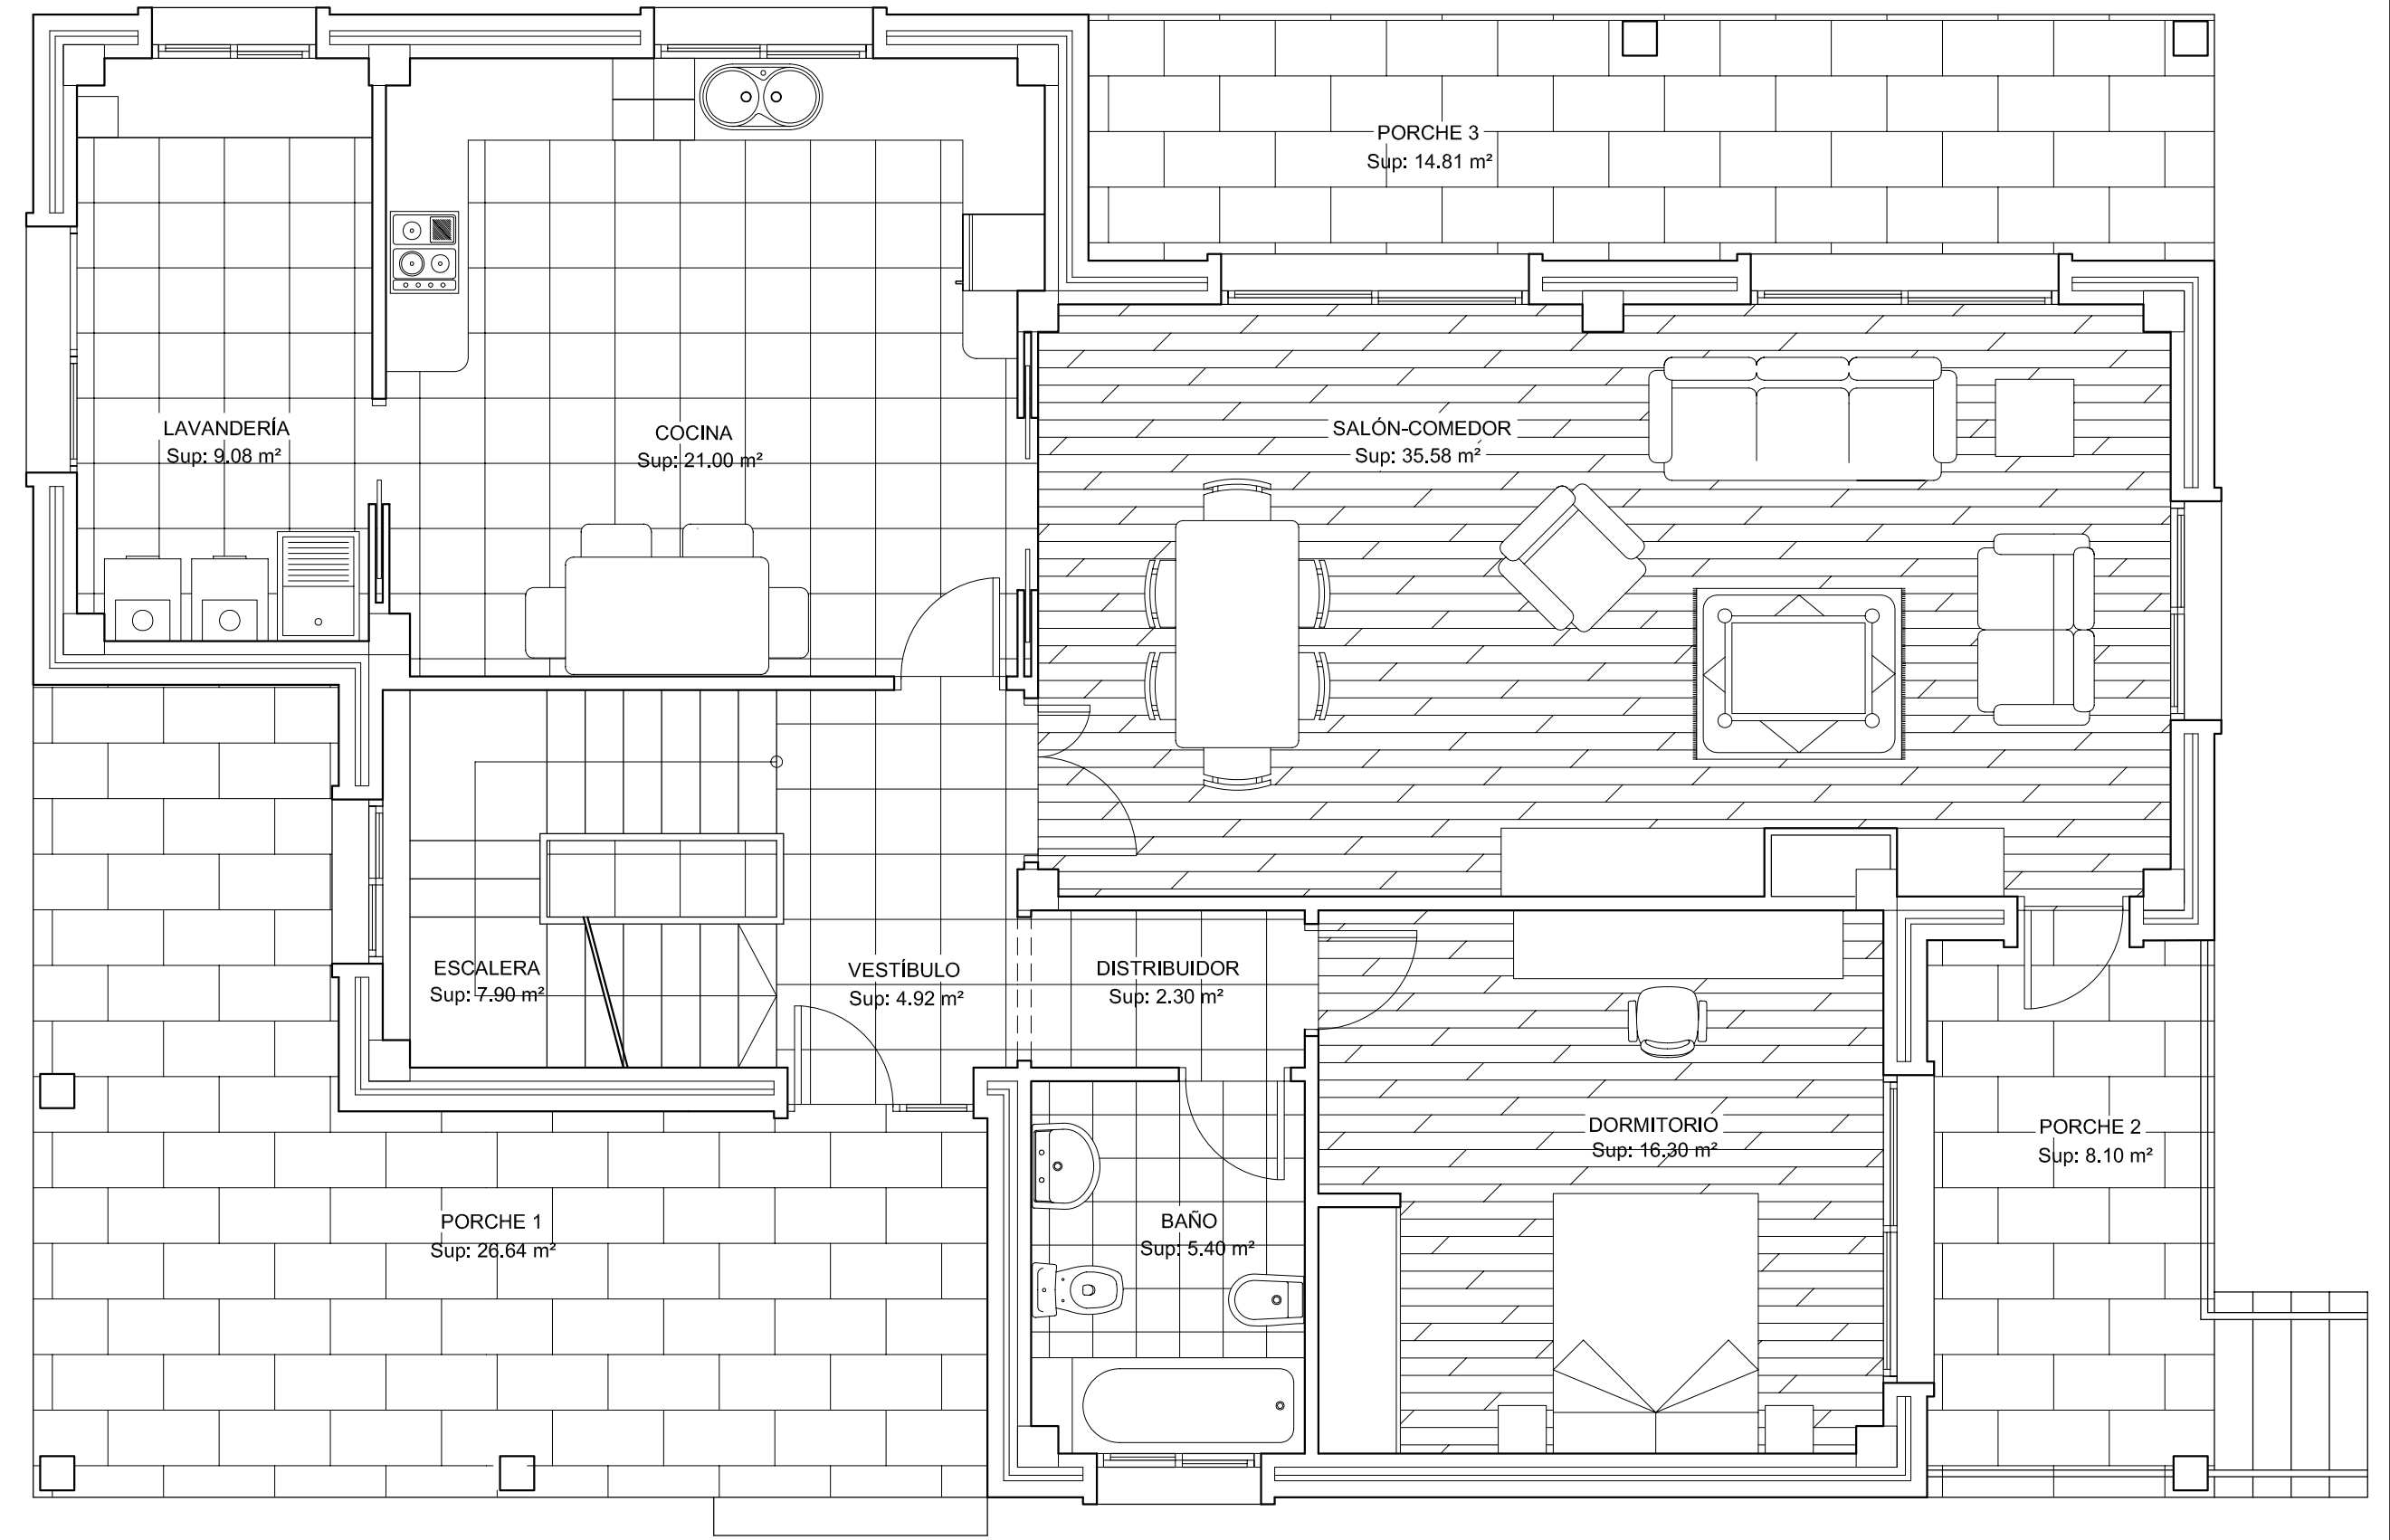 PORCHE 3
Sup: 14.81 m²
LAVANDERÍA
Sup: 9.08 m²
COCINA
Sup: 21.00 m²
SALÓN-COMEDOR
Sup: 35.58 m²
ESCALERA
Sup: 7.90 m²
VESTÍBULO
Sup: 4.92 m²
DISTRIBUIDOR
Sup: 2.30 m²
DORMITORIO
Sup: 16.30 m²
PORCHE 2
Sup: 8.10 m²
PORCHE 1
Sup: 26.64 m²
BAÑO
Sup: 5.40 m²